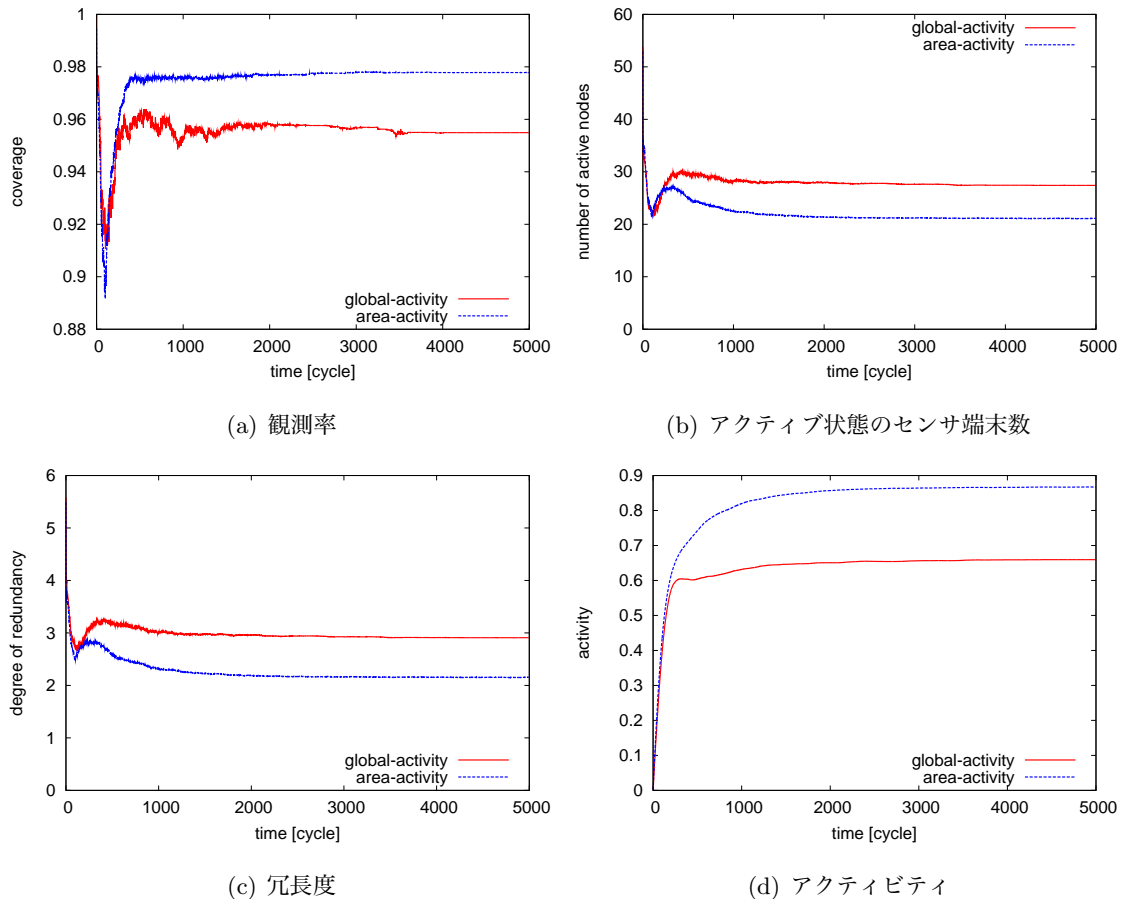 1
0.98
0.96
0.94
0.92
0.9
0.88
coverage
global-activity
area-activity
0 1000 2000 3000 4000 5000
time [cycle]
(a) 観測率
60
50
40
30
20
10
0
number of active nodes
global-activity
area-activity
0 1000 2000 3000 4000 5000
time [cycle]
(b) アクティブ状態のセンサ端末数
6
5
4
3
2
1
0
degree of redundancy
global-activity
area-activity
0 1000 2000 3000 4000 5000
time [cycle]
(c) 冗長度
0.9
0.8
0.7
0.6
0.5
0.4
0.3
0.2
0.1
0
activity
global-activity
area-activity
0 1000 2000 3000 4000 5000
time [cycle]
(d) アクティビティ